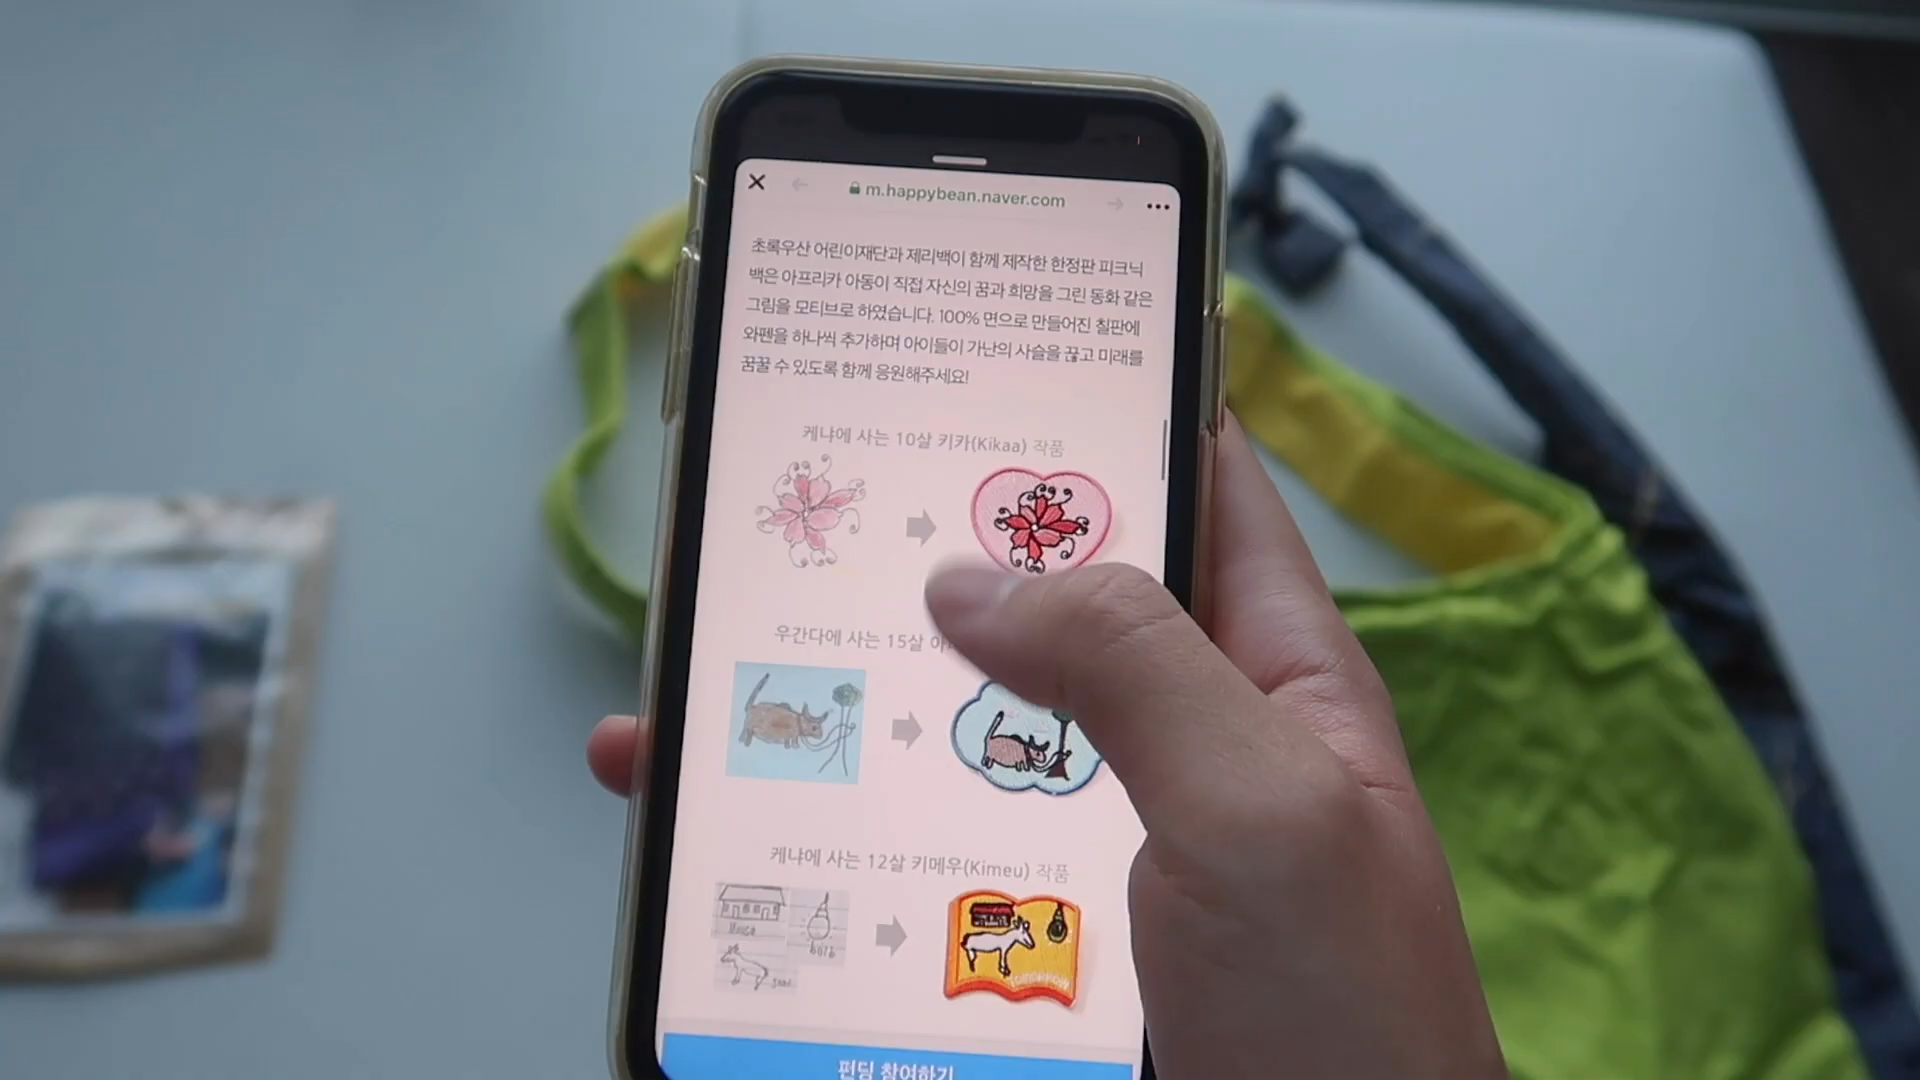 m.happybean.naver.com
초록우산 어린이재단과 제리백이 함께 제작한 한정판 피크닉
백은 아프리카 아동이 직접 자신의 꿈과 희망을 그린 동화 같은
그림을 모티브로 하였습니다. 100% 면으로 만들어진 칠판에
와펜을 하나씩 추가하며 아이들이 가난의 사슬을 끊고 미래를
꿈꿀 수 있도록 함께 응원해주세요!
케냐에 사는 10살 키카(Kikaa) 작품
우간다에 사는 15살
케냐에 사는 12살 키메우(Kimeu) 작품
House
bulb
Goat
TOMORROW
펀딩 참여하기